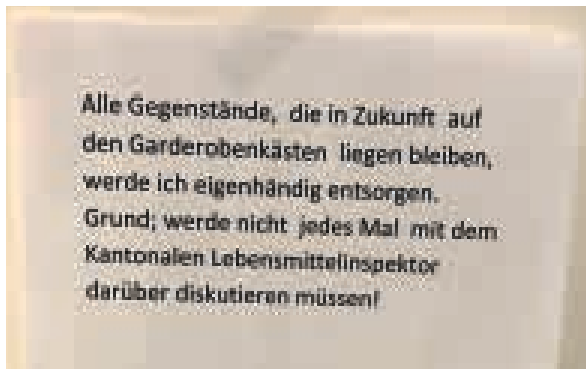 Alle Gegenstände, die in Zukunft auf
den Garderobenkästen liegen bleiben,
werde ich eigenhändig entsorgen.
Grund; werde nicht jedes Mal mit dem
Kantonalen Lebensmittelinspektor
darüber diskutieren müssen!